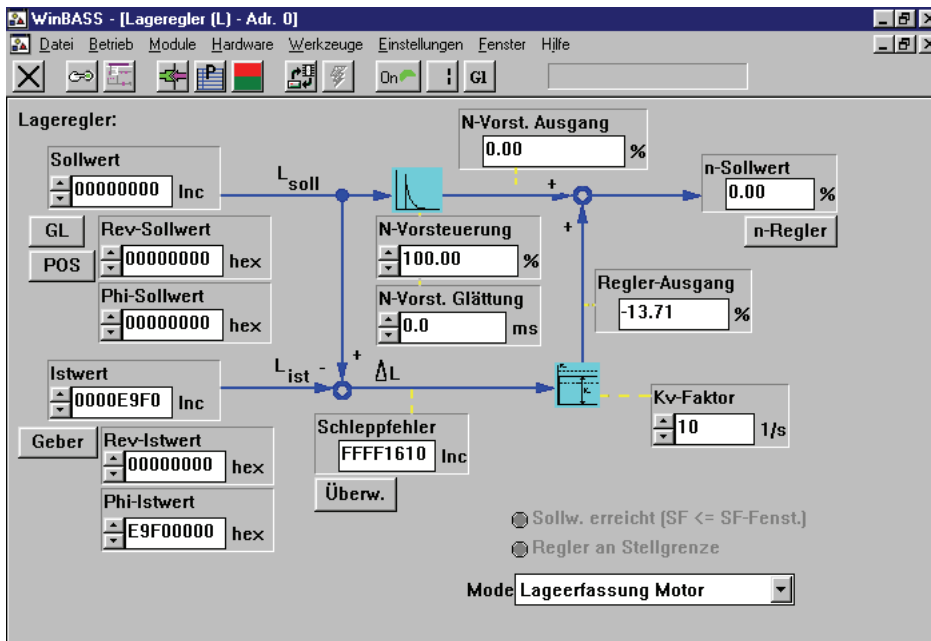 WinBASS - [Lageregler (L) - Adr. 0]
Datei Betrieb Module Hardware Werkzeuge Einstellungen Fenster Hilfe
P On G1
Lageregler:
N-Vorst. Ausgang
0.00 %
Sollwert
00000000 Inc
L soll
+
n-Sollwert
0.00 %
n-Regler
GL
POS
Rev-Sollwert
00000000 hex
Phi-Sollwert
00000000 hex
N-Vorsteuerung
100.00 %
N-Vorst. Glättung
0.0 ms
+
Regler-Ausgang
-13.71 %
Istwert
0000E9F0 Inc
L ist - + ΔL
Kv-Faktor
10 1/s
Geber
Rev-Istwert
00000000 hex
Phi-Istwert
E9F00000 hex
Schleppfehler
FFFF1610 Inc
Überw.
Sollw. erreicht (SF <= SF-Fenst.)
Regler an Stellgrenze
Mode Lageerfassung Motor